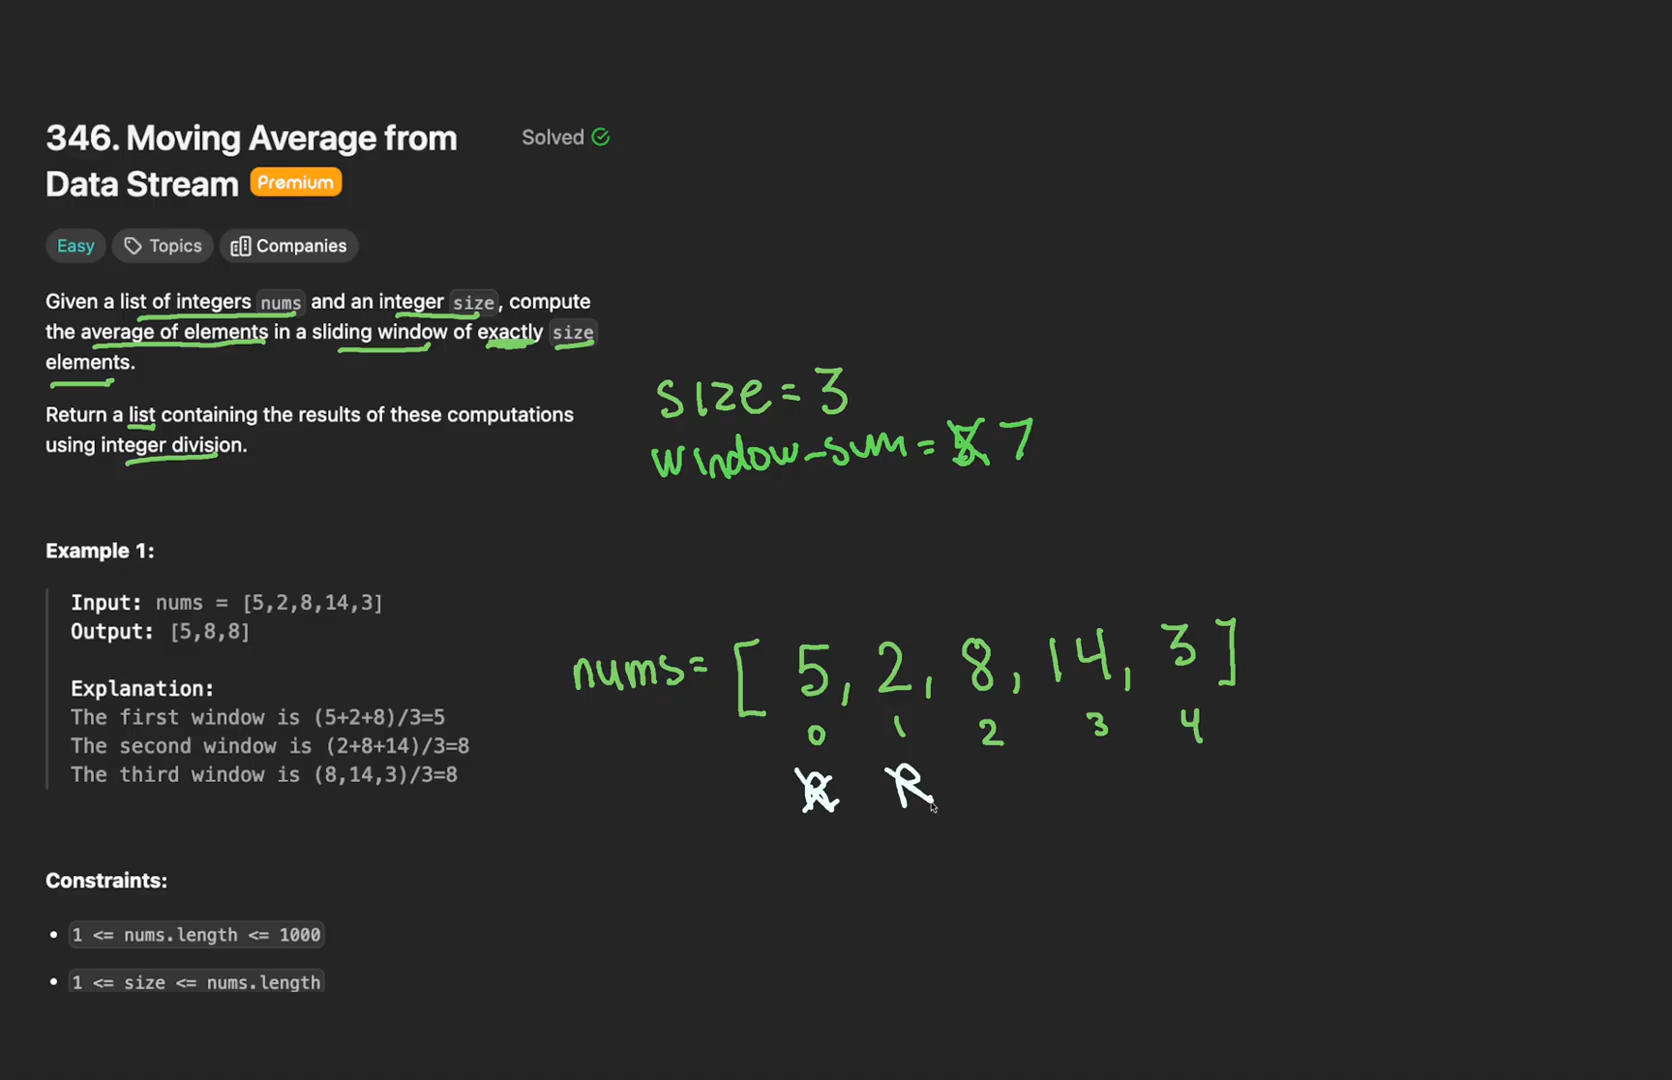 346. Moving Average from
Data Stream Premium
Solved
Easy Topics Companies
Given a list of integers nums and an integer size, compute
the average of elements in a sliding window of exactly size
elements.
Return a list containing the results of these computations
using integer division.
size = 3
window_sum = 5 7
Example 1:
Input: nums = [5,2,8,14,3]
Output: [5,8,8]
Explanation:
The first window is (5+2+8)/3=5
The second window is (2+8+14)/3=8
The third window is (8,14,3)/3=8
nums= [ 5, 2, 8, 14, 3 ]
0 1 2 3 4
R R
Constraints:
• 1 <= nums.length <= 1000
• 1 <= size <= nums.length